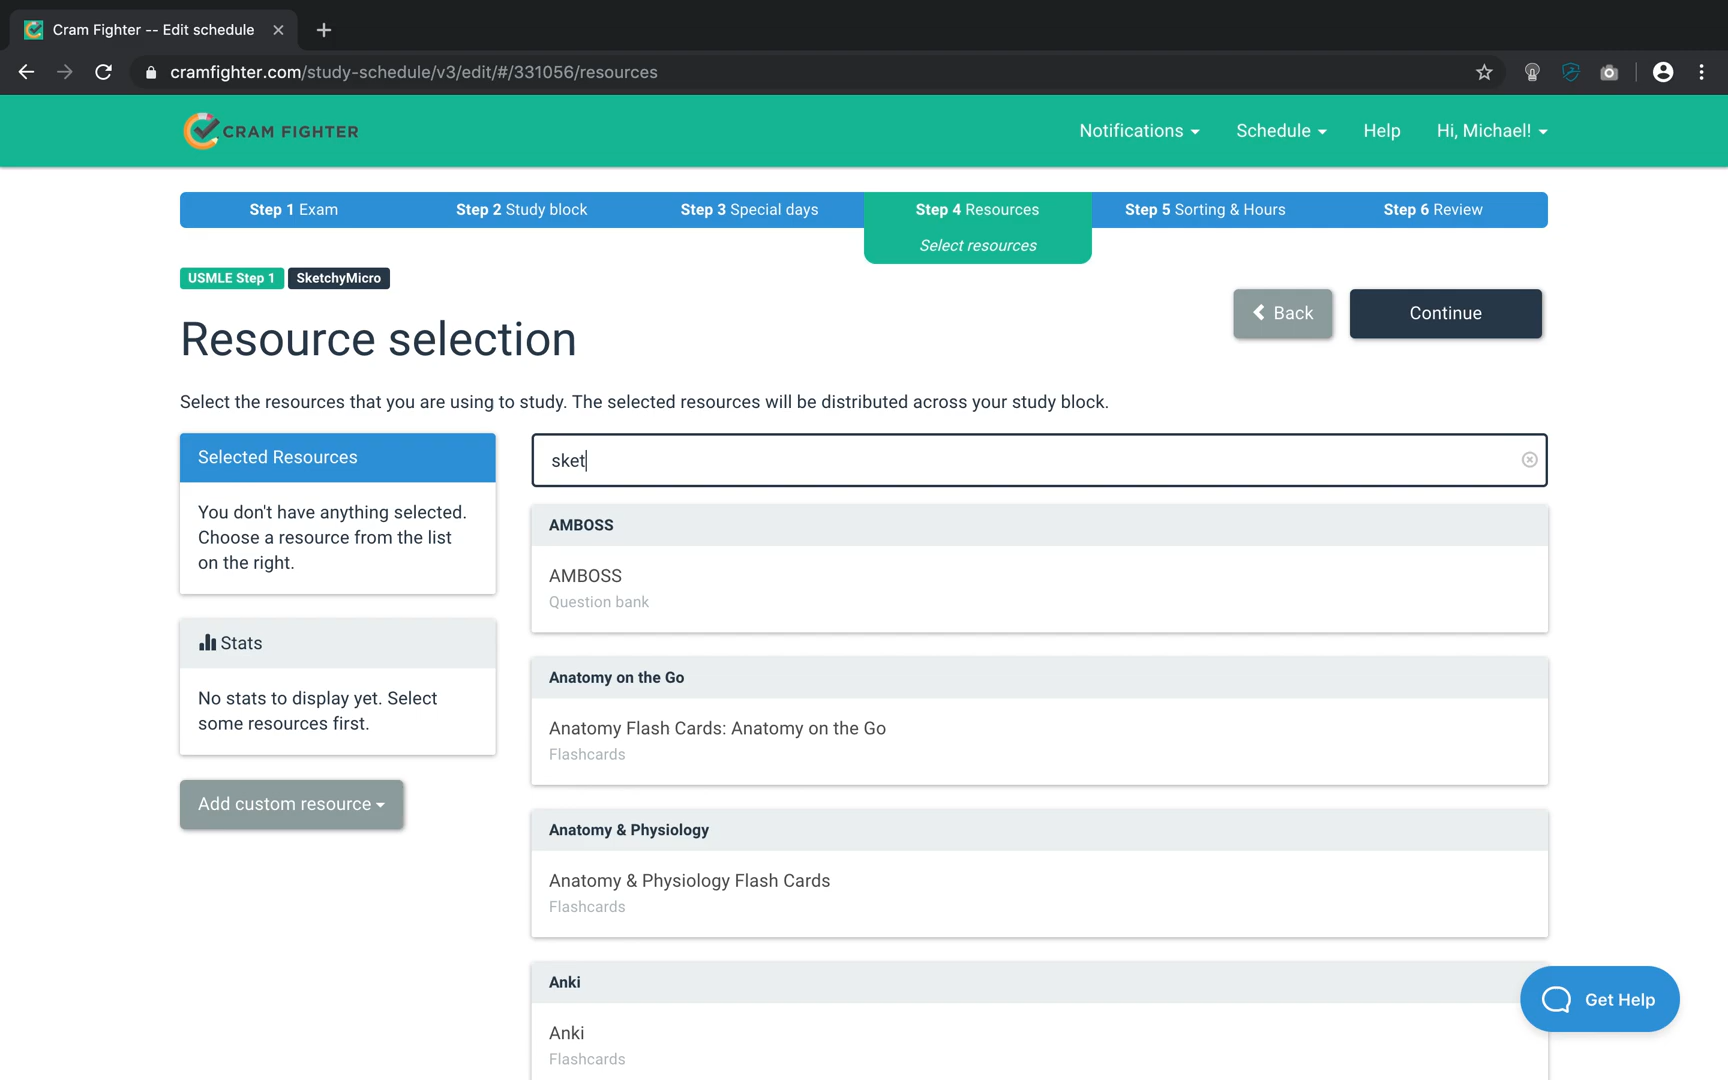 Cram Fighter -- Edit schedule
cramfighter.com/study-schedule/v3/edit/#/331056/resources
CRAM FIGHTER
Notifications
Schedule
Help
Hi, Michael!
Step 1 Exam
Step 2 Study block
Step 3 Special days
Step 4 Resources
Select resources
Step 5 Sorting & Hours
Step 6 Review
USMLE Step 1
SketchyMicro
Back
Continue
Resource selection
Select the resources that you are using to study. The selected resources will be distributed across your study block.
Selected Resources
You don't have anything selected.
Choose a resource from the list
on the right.
Stats
No stats to display yet. Select
some resources first.
Add custom resource
sket
AMBOSS
AMBOSS
Question bank
Anatomy on the Go
Anatomy Flash Cards: Anatomy on the Go
Flashcards
Anatomy & Physiology
Anatomy & Physiology Flash Cards
Flashcards
Anki
Anki
Flashcards
Get Help